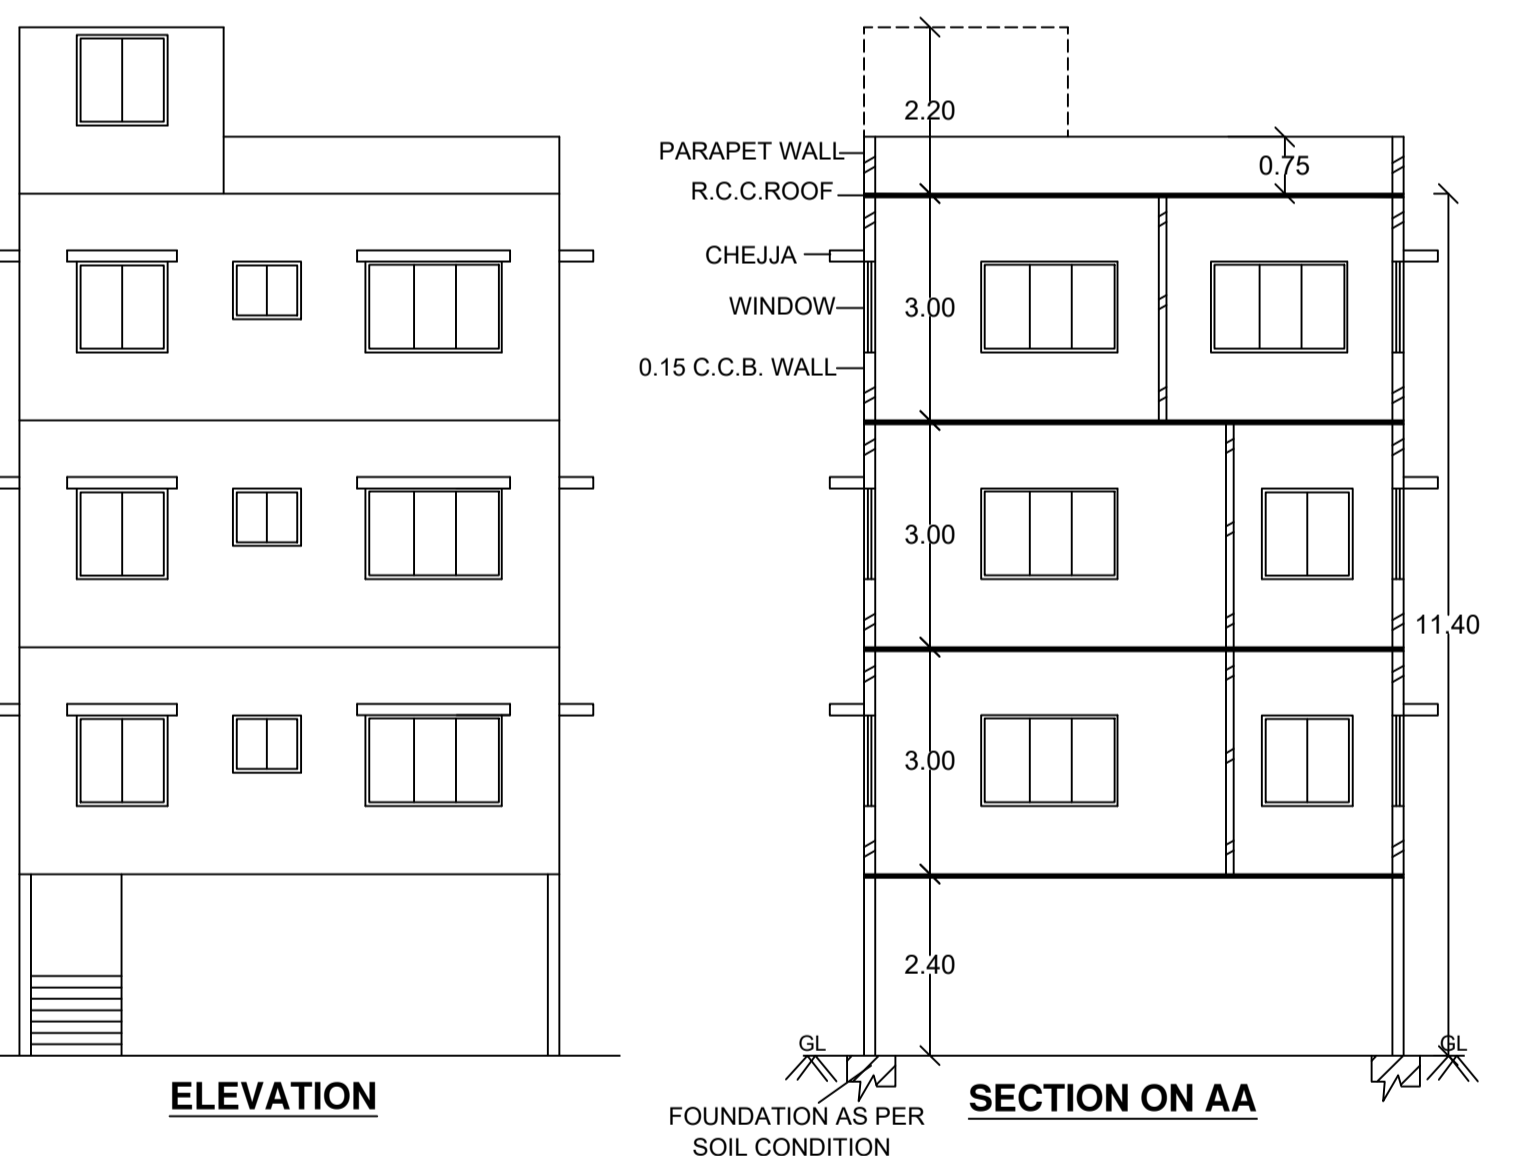 2.20
PARAPET WALL
0.75
R.C.C.ROOF
CHEJJA
WINDOW
3.00
0.15 C.C.B. WALL
3.00
11.40
3.00
2.40
GL
GL
ELEVATION
SECTION ON AA
FOUNDATION AS PER
SOIL CONDITION